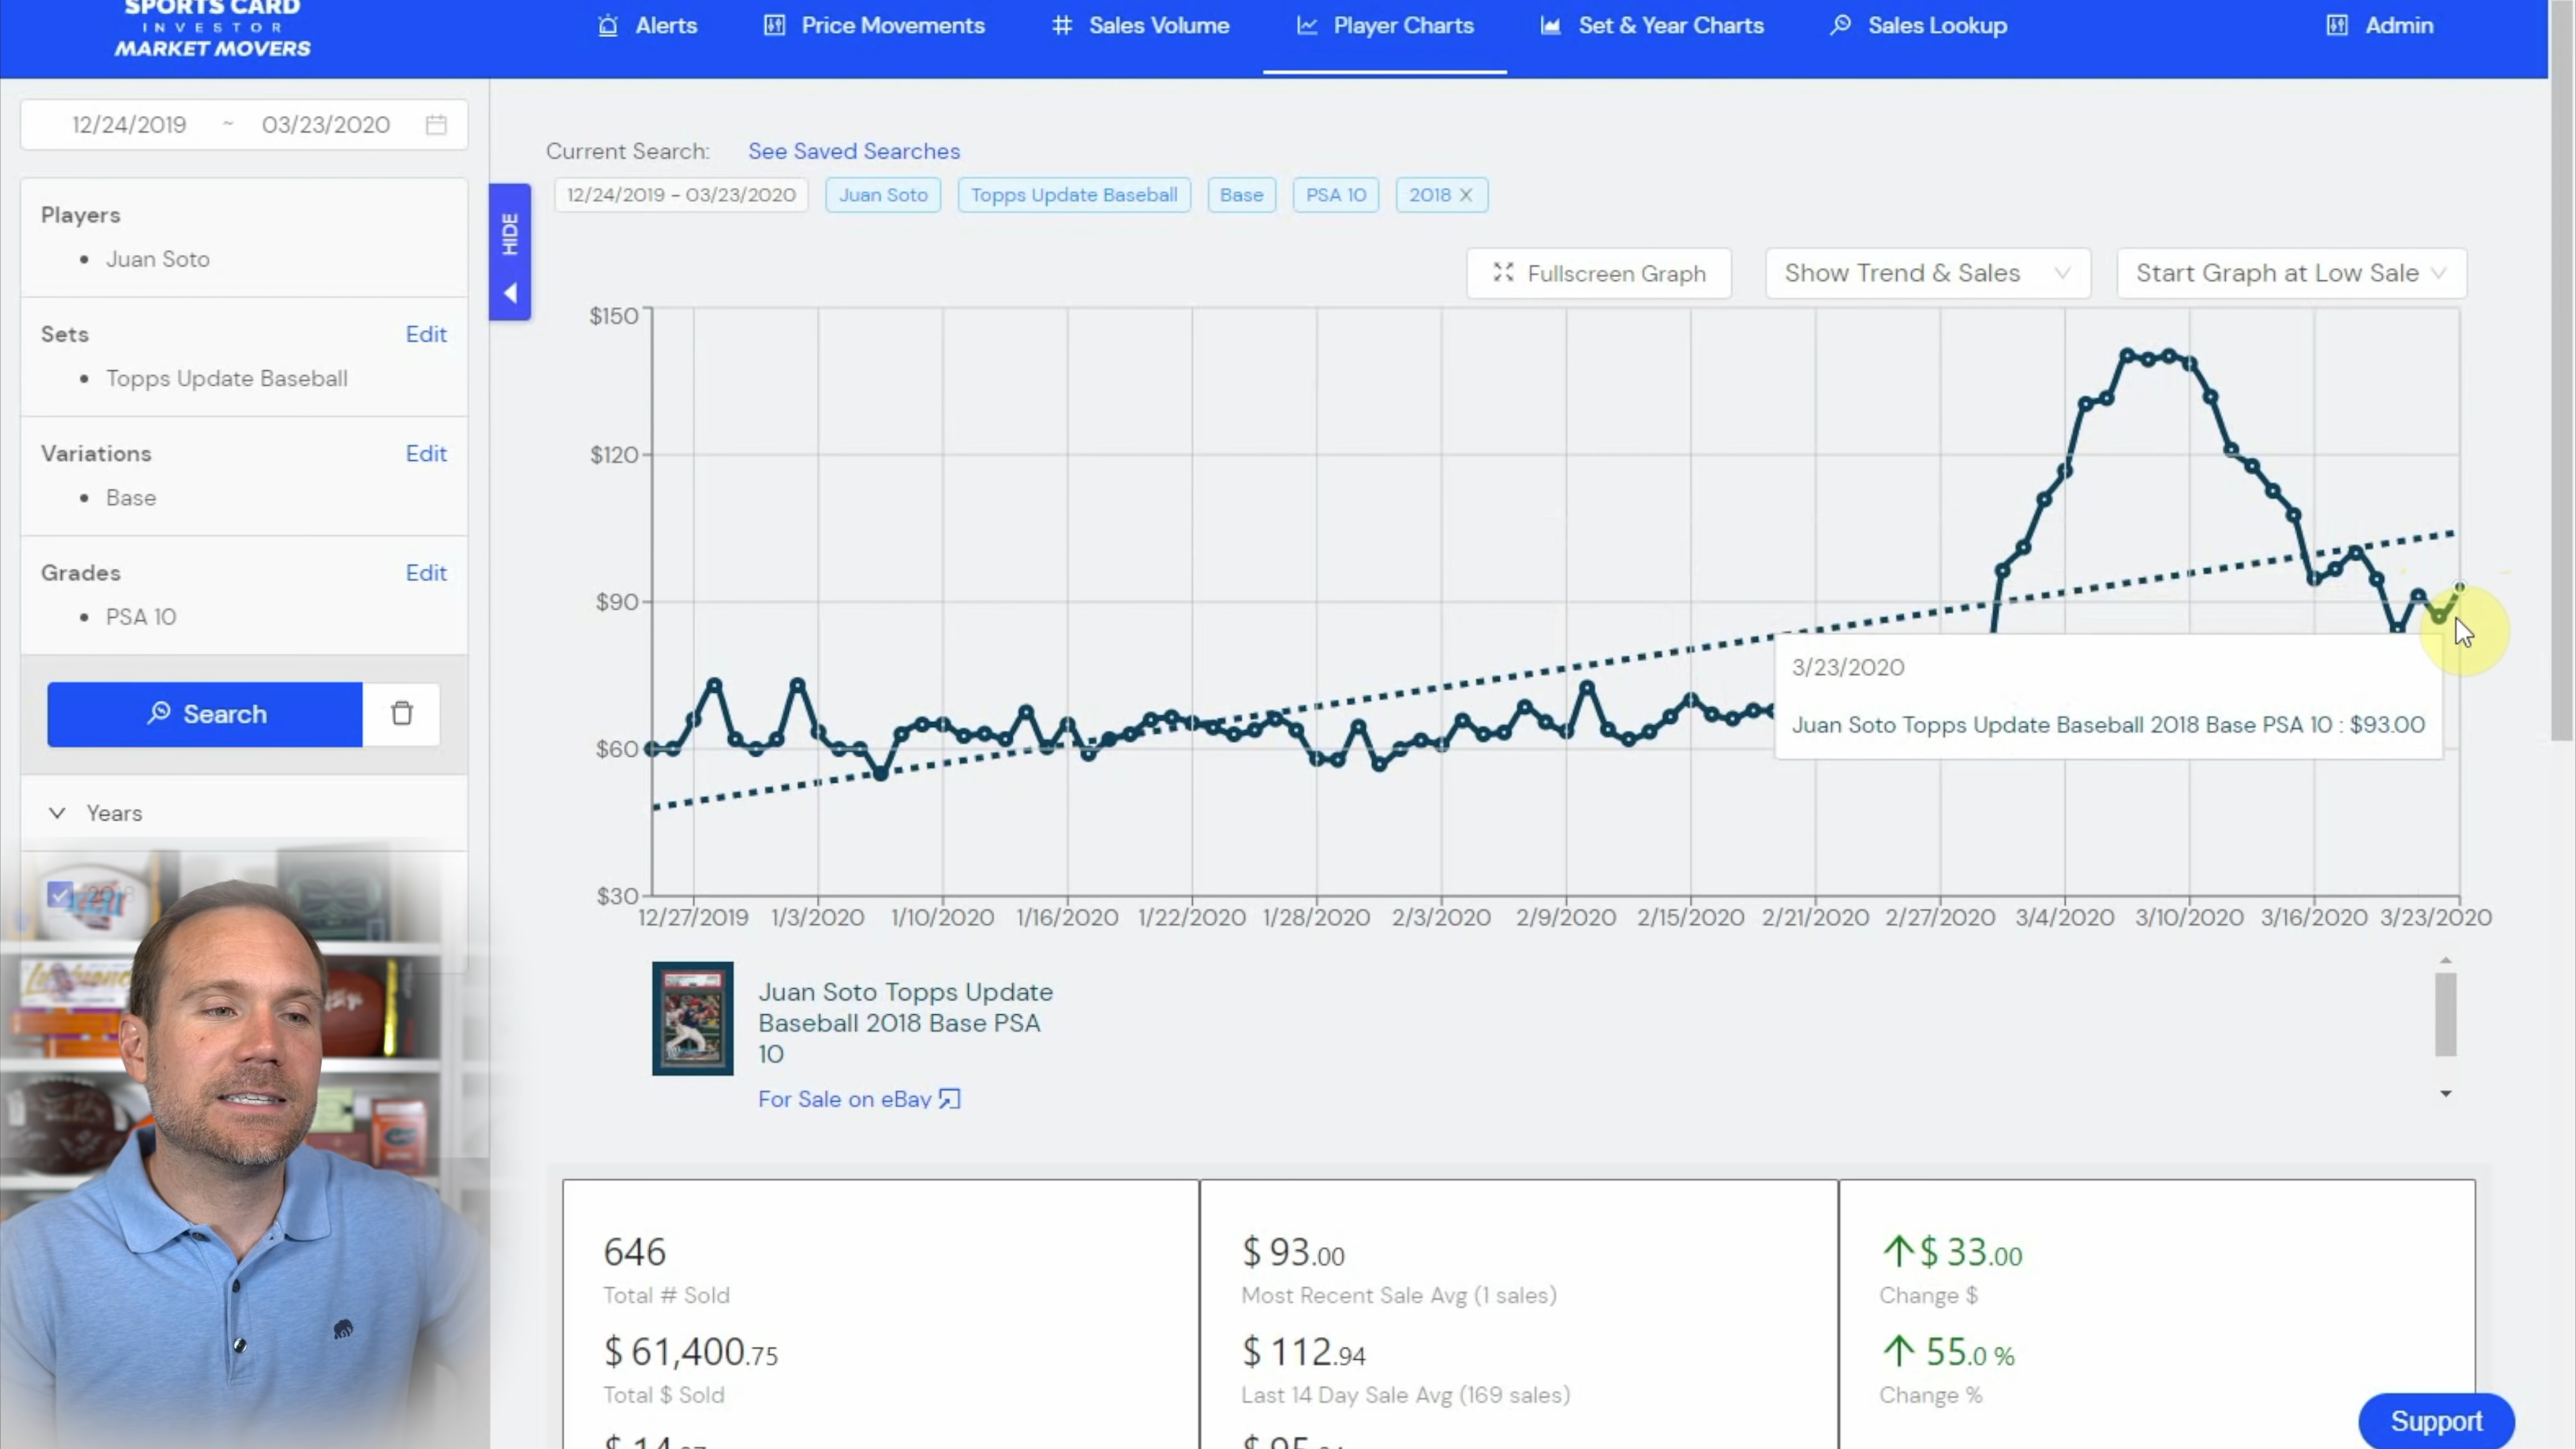 SPORTS CARD
INVESTOR
MARKET MOVERS
Alerts
Price Movements
Sales Volume
Player Charts
Set & Year Charts
Sales Lookup
Admin
12/24/2019 ~ 03/23/2020
Players
Juan Soto
Sets Edit
Topps Update Baseball
Variations Edit
Base
Grades Edit
PSA 10
Search
Years
2018
HIDE
Current Search: See Saved Searches
12/24/2019 - 03/23/2020 Juan Soto Topps Update Baseball Base PSA 10 2018 X
Fullscreen Graph
Show Trend & Sales
Start Graph at Low Sale
$150
$120
$90
$60
$30
3/23/2020
Juan Soto Topps Update Baseball 2018 Base PSA 10 : $93.00
12/27/2019 1/3/2020 1/10/2020 1/16/2020 1/22/2020 1/28/2020 2/3/2020 2/9/2020 2/15/2020 2/21/2020 2/27/2020 3/4/2020 3/10/2020 3/16/2020 3/23/2020
Juan Soto Topps Update
Baseball 2018 Base PSA
10
For Sale on eBay
646
Total # Sold
$ 61,400.75
Total $ Sold
$ 93.00
Most Recent Sale Avg (1 sales)
$ 112.94
Last 14 Day Sale Avg (169 sales)
$ 33.00
Change $
55.0 %
Change %
Support